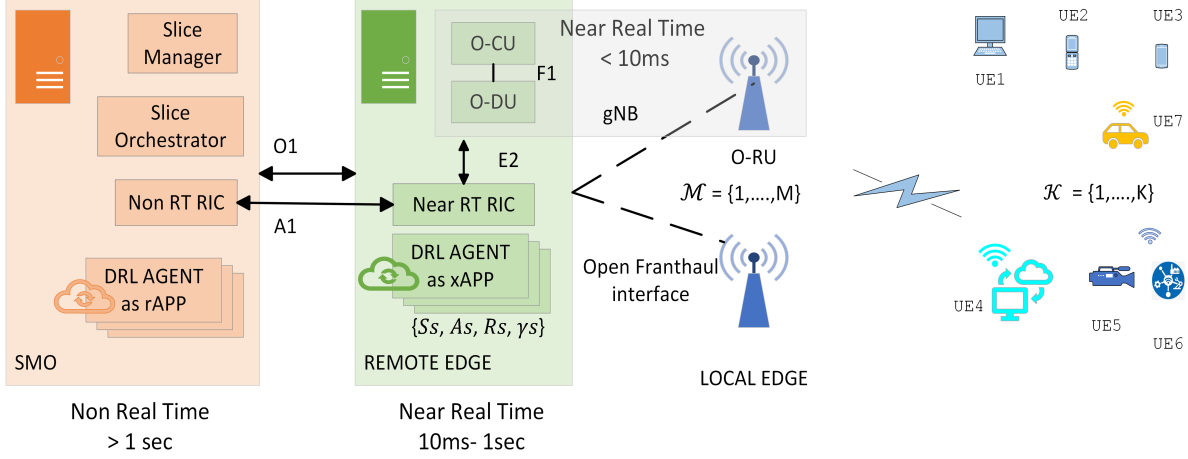 Slice
Manager
Slice
Orchestrator
Non RT RIC
DRL AGENT
as rAPP
SMO
Non Real Time
> 1 sec
O1
A1
O-CU
F1
O-DU
Near Real Time
< 10ms
gNB
E2
Near RT RIC
DRL AGENT
as xAPP
{Ss, As, Rs, γs}
REMOTE EDGE
Near Real Time
10ms- 1sec
O-RU
ℳ = {1,....,M}
Open Franthaul
interface
LOCAL EDGE
UE1
UE2
UE3
UE7
𝒦 = {1,...,K}
UE4
UE5
UE6